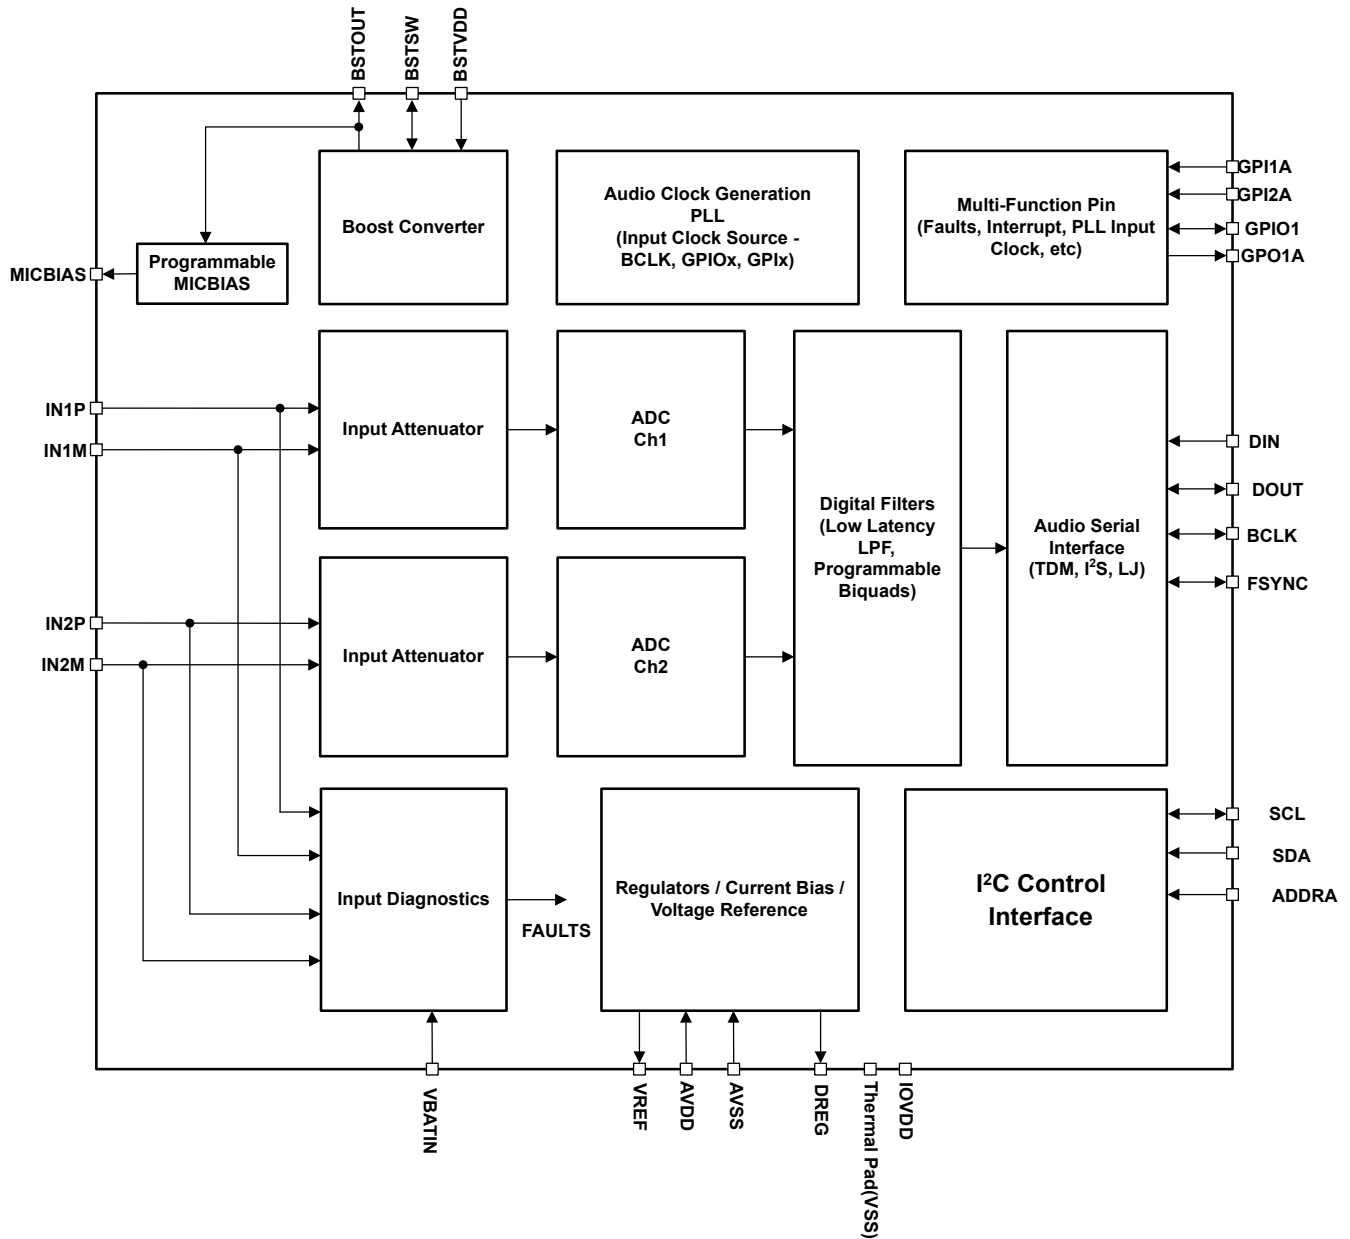 BSTOUT
BSTSW
BSTVDD
Boost Converter
Audio Clock Generation
PLL
(Input Clock Source -
BCLK, GPIOx, GPIx)
Multi-Function Pin
(Faults, Interrupt, PLL Input
Clock, etc)
GPI1A
GPI2A
GPIO1
GPO1A
MICBIAS
Programmable
MICBIAS
IN1P
IN1M
Input Attenuator
ADC
Ch1
IN2P
IN2M
Input Attenuator
ADC
Ch2
Digital Filters
(Low Latency
LPF,
Programmable
Biquads)
Audio Serial
Interface
(TDM, I²S, LJ)
DIN
DOUT
BCLK
FSYNC
Input Diagnostics
FAULTS
Regulators / Current Bias /
Voltage Reference
I²C Control
Interface
SCL
SDA
ADDRA
VBATIN
VREF
AVDD
AVSS
DREG
Thermal Pad(VSS)
IOVDD